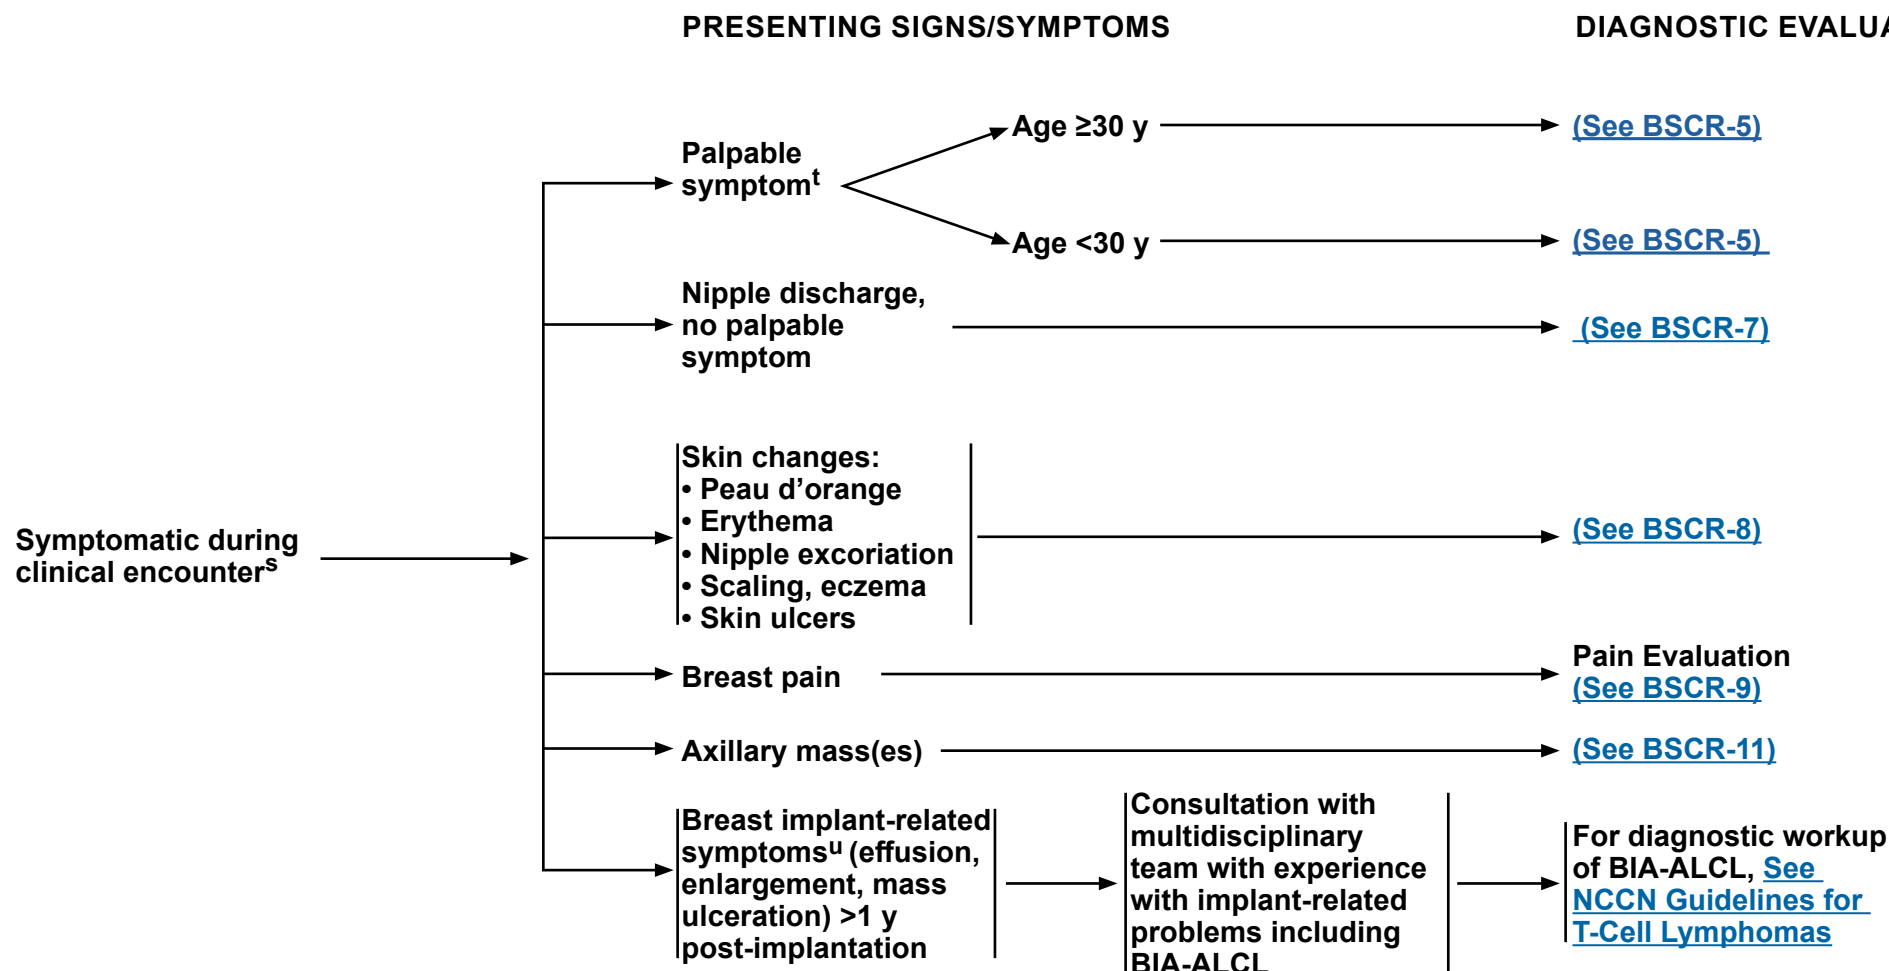 PRESENTING SIGNS/SYMPTOMS
DIAGNOSTIC EVALUA
Symptomatic during
clinical encounters
Palpable
symptomt
Age ≥30 y
(See BSCR-5)
Age <30 y
(See BSCR-5)
Nipple discharge,
no palpable
symptom
(See BSCR-7)
Skin changes:
• Peau d’orange
• Erythema
• Nipple excoriation
• Scaling, eczema
• Skin ulcers
(See BSCR-8)
Breast pain
Pain Evaluation
(See BSCR-9)
Axillary mass(es)
(See BSCR-11)
Breast implant-related
symptomsu (effusion,
enlargement, mass
ulceration) >1 y
post-implantation
Consultation with
multidisciplinary
team with experience
with implant-related
problems including
BIA-ALCL
For diagnostic workup
of BIA-ALCL, See
NCCN Guidelines for
T-Cell Lymphomas